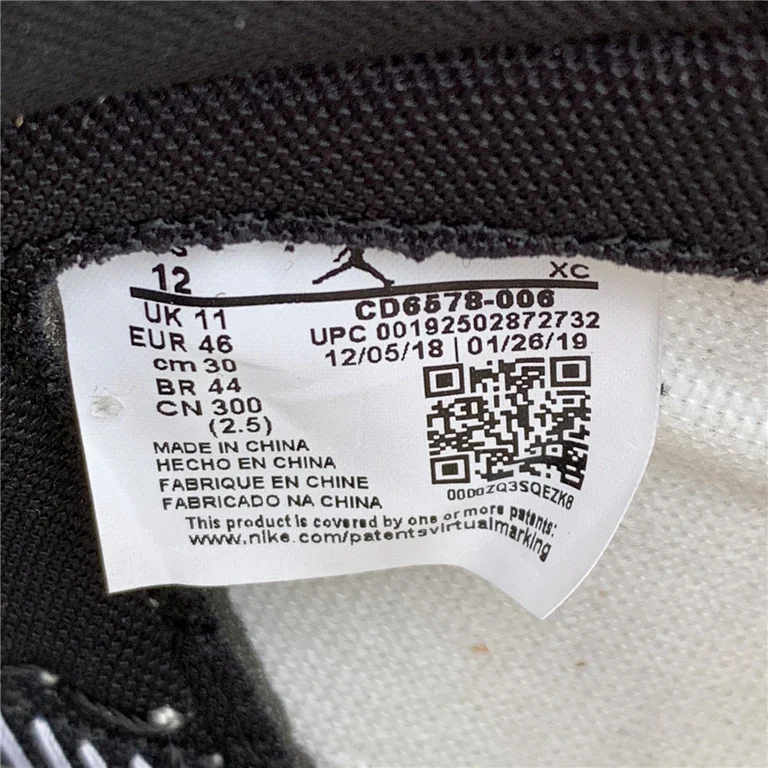 12
XC
UK 11
EUR 46
cm 30
BR 44
CN 300
(2.5)
CD6578-006
UPC 00192502872732
12/05/18 | 01/26/19
MADE IN CHINA
HECHO EN CHINA
FABRIQUE EN CHINE
FABRICADO NA CHINA
0000ZQ3SQEZK8
This product is covered by one or more patents:
www.nike.com/patentsvirtualmarking